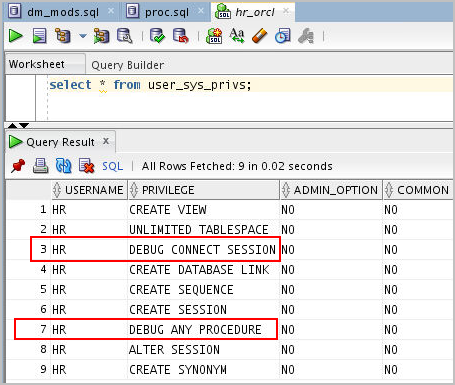 dm_mods.sql proc.sql hr_orcl
Worksheet Query Builder
select * from user_sys_privs;
Query Result x
SQL | All Rows Fetched: 9 in 0.02 seconds
USERNAME PRIVILEGE ADMIN_OPTION COMMON
1 HR CREATE VIEW NO NO
2 HR UNLIMITED TABLESPACE NO NO
3 HR DEBUG CONNECT SESSION NO NO
4 HR CREATE DATABASE LINK NO NO
5 HR CREATE SEQUENCE NO NO
6 HR CREATE SESSION NO NO
7 HR DEBUG ANY PROCEDURE NO NO
8 HR ALTER SESSION NO NO
9 HR CREATE SYNONYM NO NO